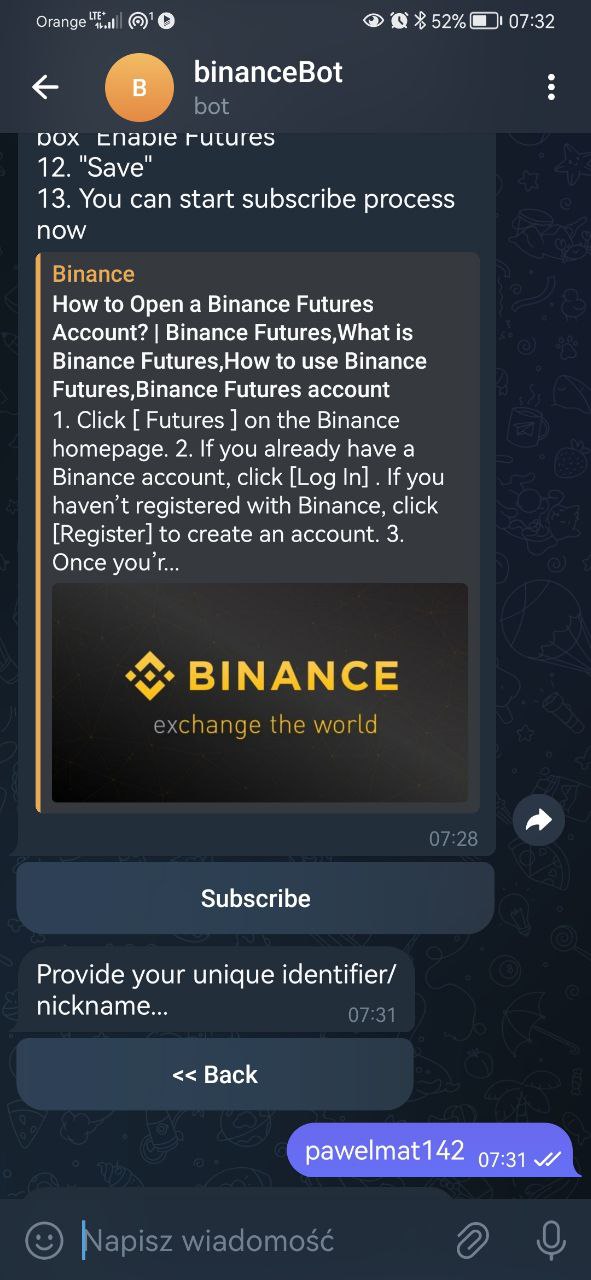 Orange LTE+ 1 52% 07:32
B
binanceBot
bot
box "Enable Futures"
12. "Save"
13. You can start subscribe process
now
Binance
How to Open a Binance Futures
Account? | Binance Futures,What is
Binance Futures,How to use Binance
Futures,Binance Futures account
1. Click [ Futures ] on the Binance
homepage. 2. If you already have a
Binance account, click [Log In] . If you
haven’t registered with Binance, click
[Register] to create an account. 3.
Once you’r...
BINANCE
exchange the world
07:28
Subscribe
Provide your unique identifier/
nickname... 07:31
<< Back
pawelmat142 07:31
Napisz wiadomość